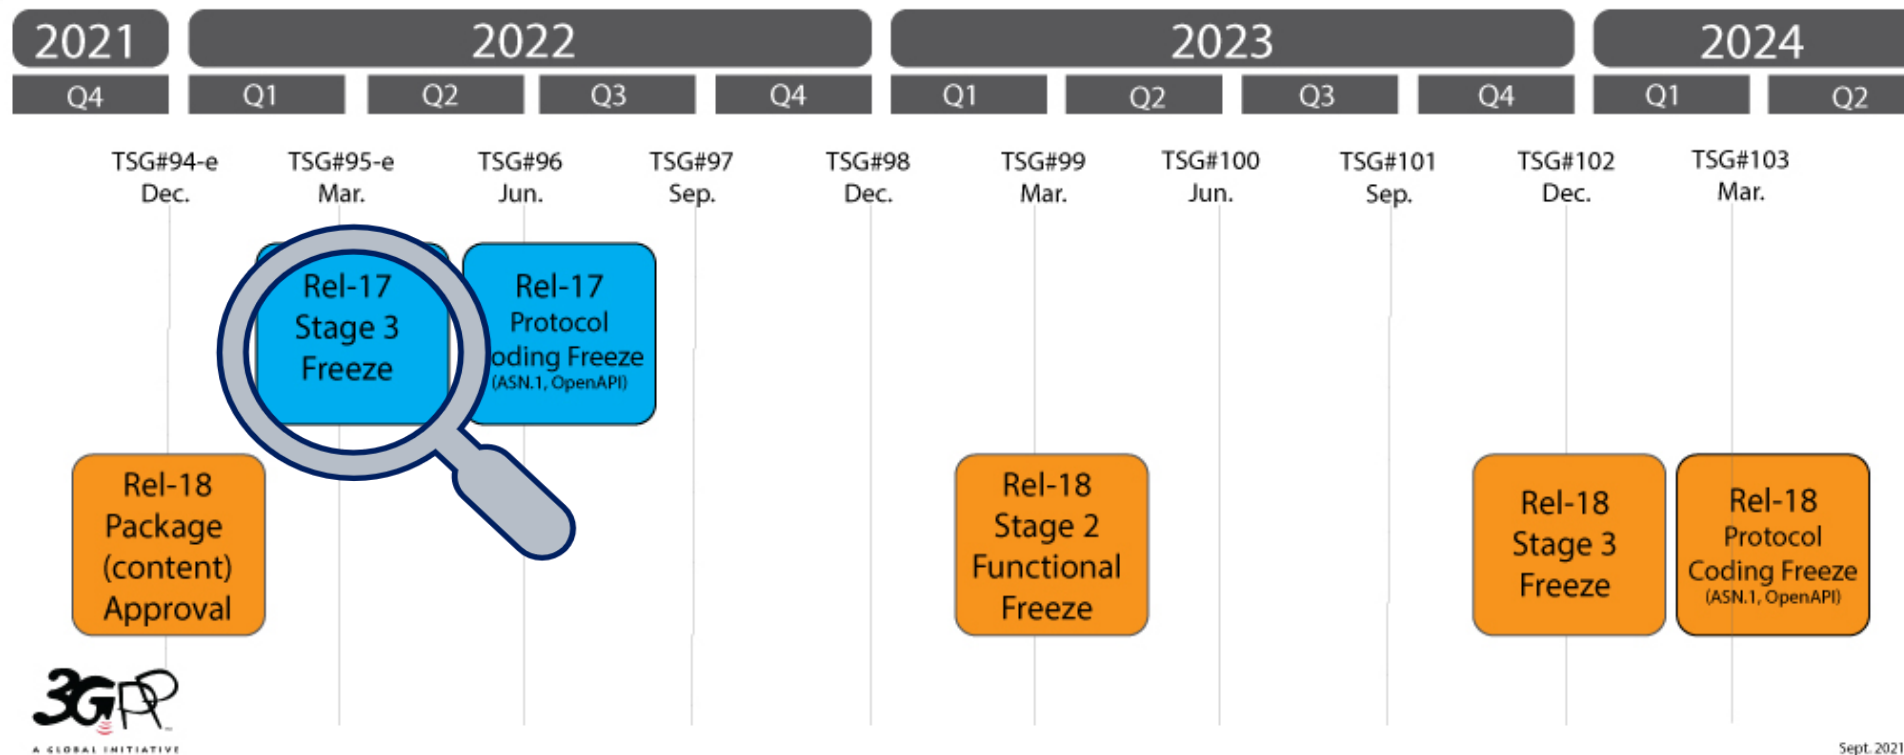 2021
2022
2023
2024
Q4
Q1
Q2
Q3
Q4
Q1
Q2
Q3
Q4
Q1
Q2
TSG#94-e
Dec.
TSG#95-e
Mar.
TSG#96
Jun.
TSG#97
Sep.
TSG#98
Dec.
TSG#99
Mar.
TSG#100
Jun.
TSG#101
Sep.
TSG#102
Dec.
TSG#103
Mar.
Rel-17
Stage 3
Freeze
Rel-17
Protocol
oding Freeze
(ASN.1, OpenAPI)
Rel-18
Package
(content)
Approval
Rel-18
Stage 2
Functional
Freeze
Rel-18
Stage 3
Freeze
Rel-18
Protocol
Coding Freeze
(ASN.1, OpenAPI)
3GPP
A GLOBAL INITIATIVE
Sept. 2021